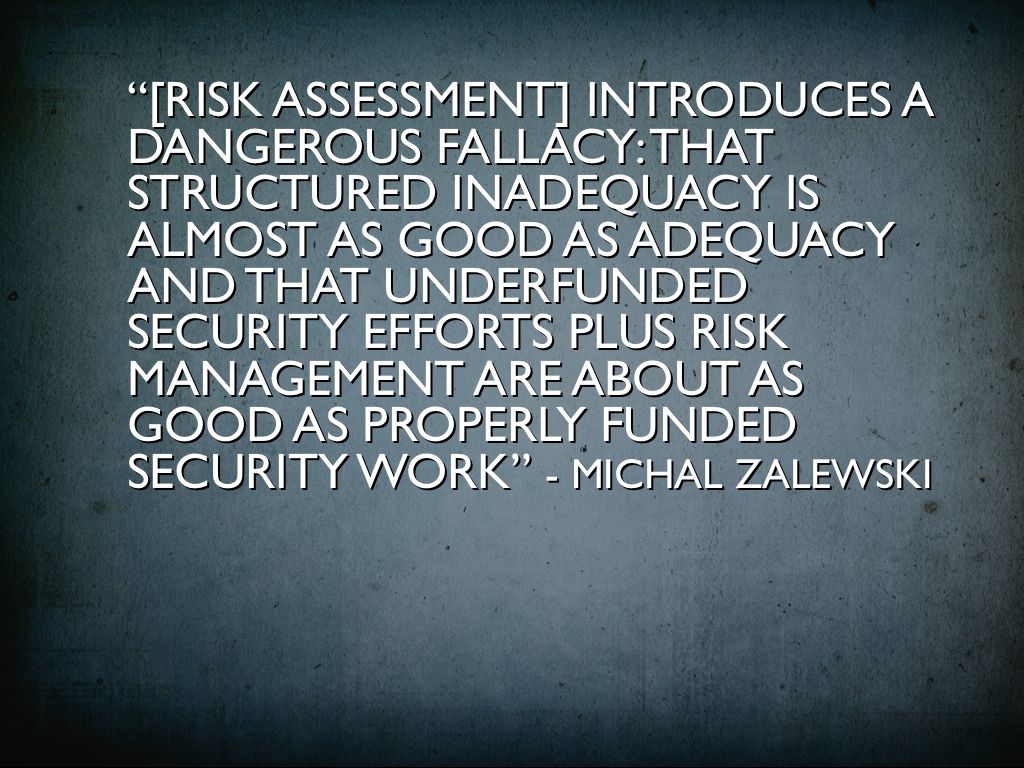 “[RISK ASSESSMENT] INTRODUCES A
DANGEROUS FALLACY: THAT
STRUCTURED INADEQUACY IS
ALMOST AS GOOD AS ADEQUACY
AND THAT UNDERFUNDED
SECURITY EFFORTS PLUS RISK
MANAGEMENT ARE ABOUT AS
GOOD AS PROPERLY FUNDED
SECURITY WORK” - MICHAL ZALEWSKI